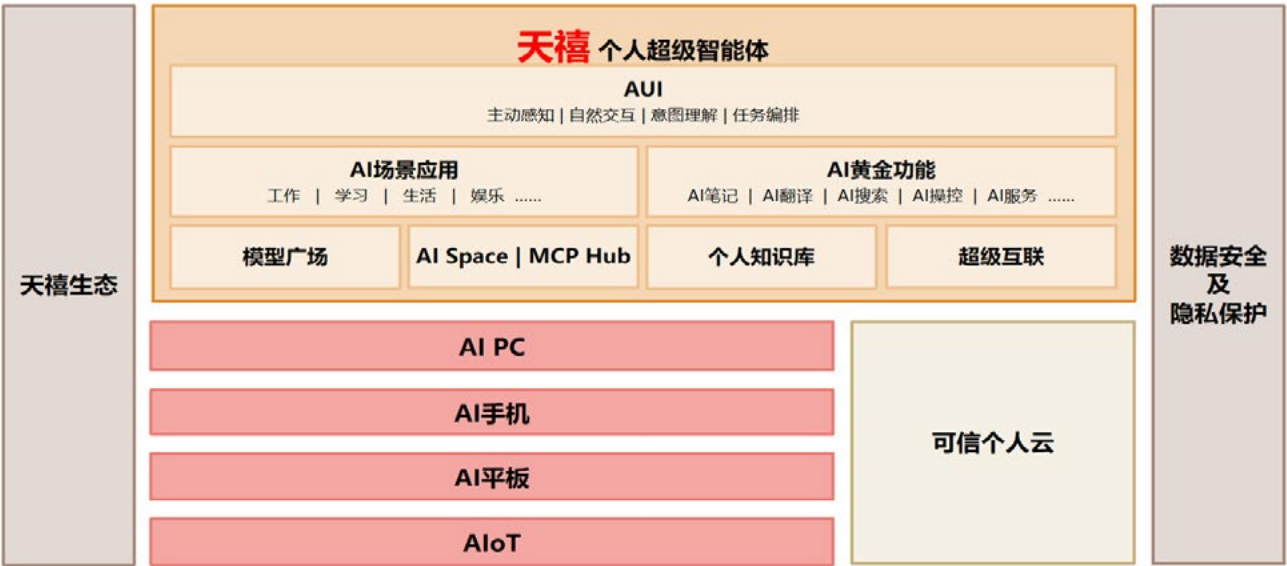 天禧 个人超级智能体
AUI
主动感知 | 自然交互 | 意图理解 | 任务编排
AI场景应用
工作 | 学习 | 生活 | 娱乐 ......
AI黄金功能
AI笔记 | AI翻译 | AI搜索 | AI操控 | AI服务 ......
模型广场
AI Space | MCP Hub
个人知识库
超级互联
天禧生态
数据安全
及
隐私保护
AI PC
AI手机
AI平板
AIoT
可信个人云